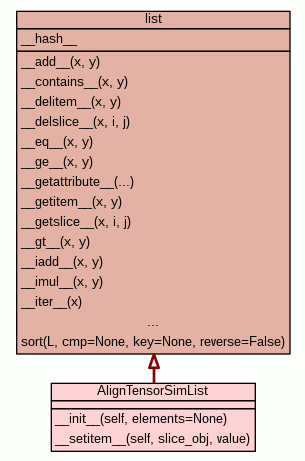 list
__hash__
__add__(x, y)
__contains__(x, y)
__delitem__(x, y)
__delslice__(x, i, j)
__eq__(x, y)
__ge__(x, y)
__getattribute__(...)
__getitem__(x, y)
__getslice__(x, i, j)
__gt__(x, y)
__iadd__(x, y)
__imul__(x, y)
__iter__(x)
...
sort(L, cmp=None, key=None, reverse=False)
AlignTensorSimList
__init__(self, elements=None)
__setitem__(self, slice_obj, value)